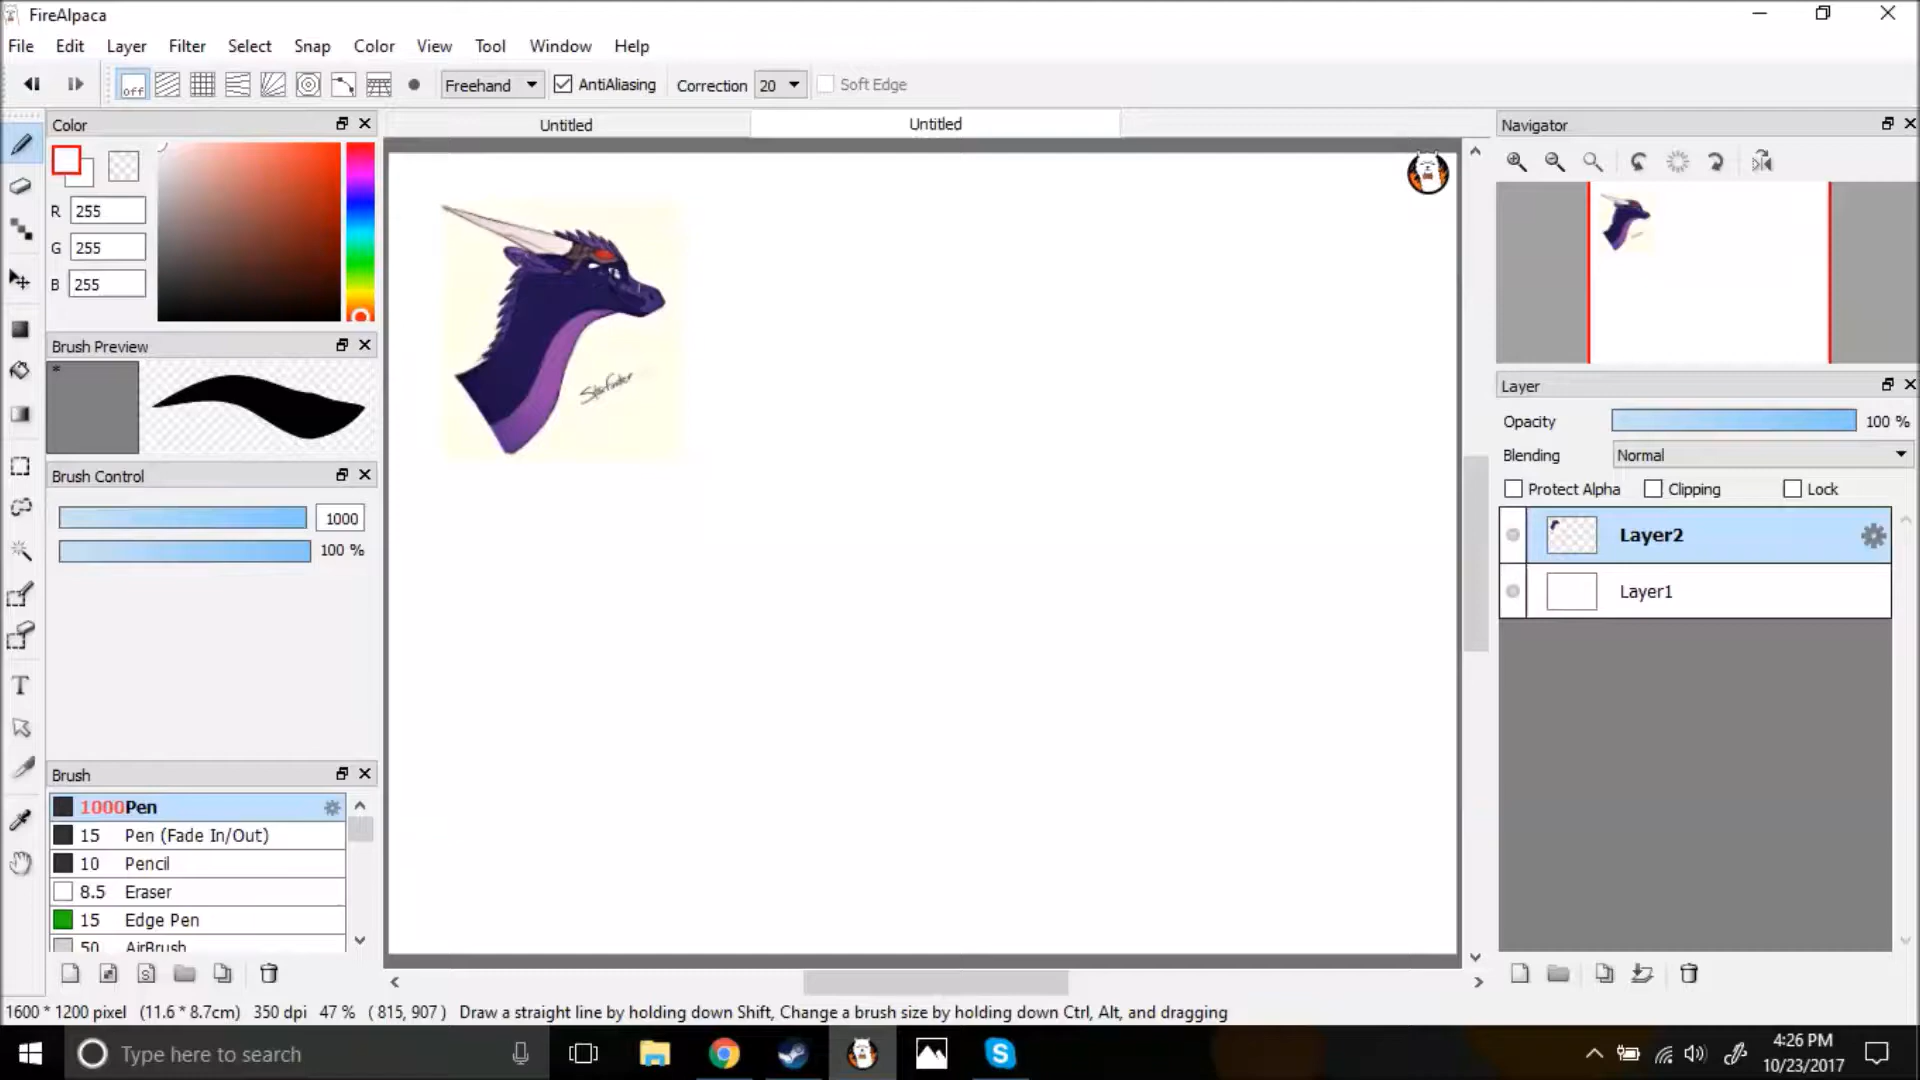 FireAlpaca
File Edit Layer Filter Select Snap Color View Tool Window Help
off Freehand AntiAliasing Correction 20 Soft Edge
Color
Untitled
Untitled
Navigator
R 255
G 255
B 255
Brush Preview
*
Starfinder
Layer
Opacity 100 %
Blending Normal
Protect Alpha Clipping Lock
Brush Control
1000
100 %
Layer2
Layer1
T
Brush
1000 Pen
15 Pen (Fade In/Out)
10 Pencil
8.5 Eraser
15 Edge Pen
50 AirBrush
1600 * 1200 pixel (11.6 * 8.7cm) 350 dpi 47 % ( 815, 907 ) Draw a straight line by holding down Shift, Change a brush size by holding down Ctrl, Alt, and dragging
Type here to search
4:26 PM
10/23/2017